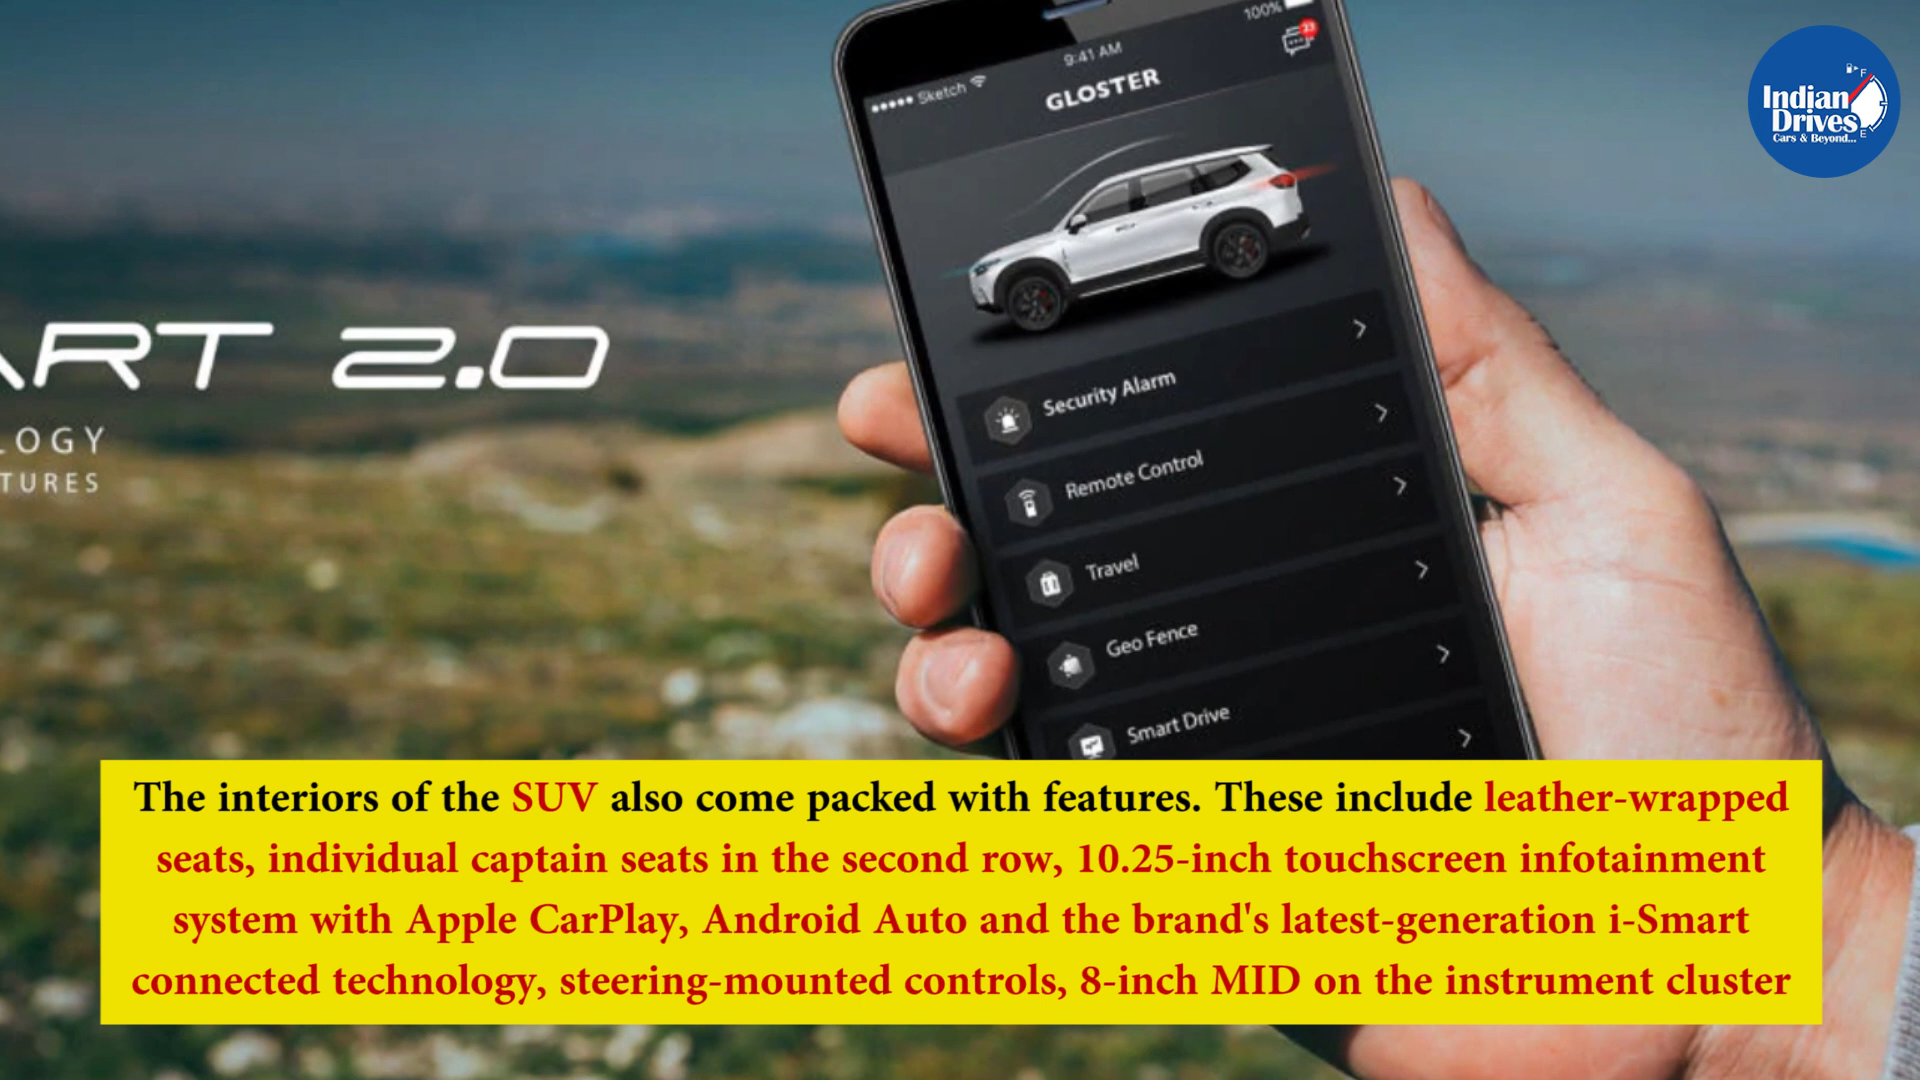 100%
23
9:41 AM
Sketch
GLOSTER
Indian
Drives
Cars & Beyond...
F
E
ART 2.0
LOGY
TURES
Security Alarm
Remote Control
Travel
Geo Fence
Smart Drive
The interiors of the SUV also come packed with features. These include leather-wrapped
seats, individual captain seats in the second row, 10.25-inch touchscreen infotainment
system with Apple CarPlay, Android Auto and the brand's latest-generation i-Smart
connected technology, steering-mounted controls, 8-inch MID on the instrument cluster